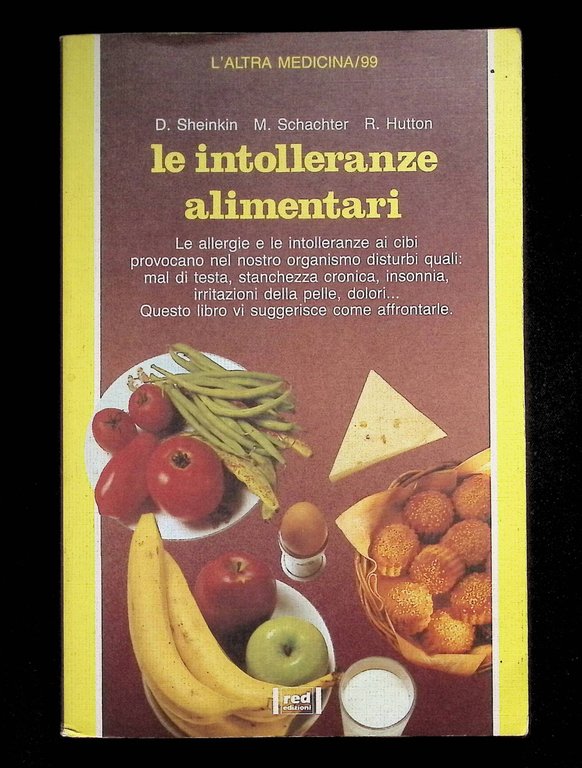 L'ALTRA MEDICINA/99
D. Sheinkin M. Schachter R. Hutton
le intolleranze
alimentari
Le allergie e le intolleranze ai cibi
provocano nel nostro organismo disturbi quali:
mal di testa, stanchezza cronica, insonnia,
irritazioni della pelle, dolori...
Questo libro vi suggerisce come affrontarle.
red
edizioni